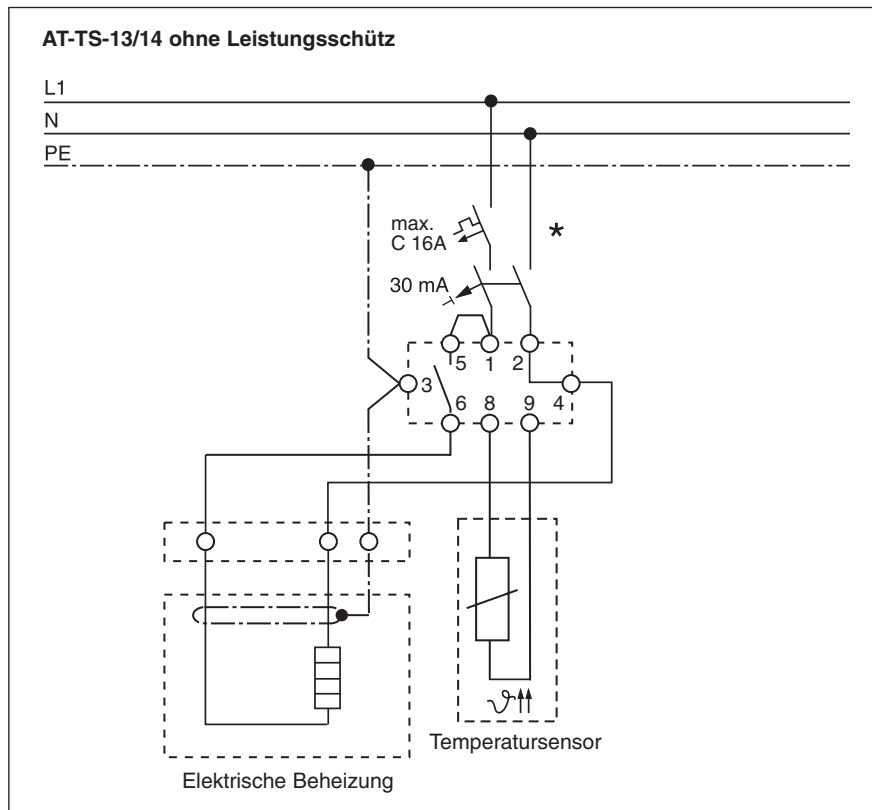 AT-TS-13/14 ohne Leistungsschütz
L1
N
PE
max.
C 16A
*
30 mA
5 1 2
3
6 8 9 4
ϑ
Temperatursensor
Elektrische Beheizung